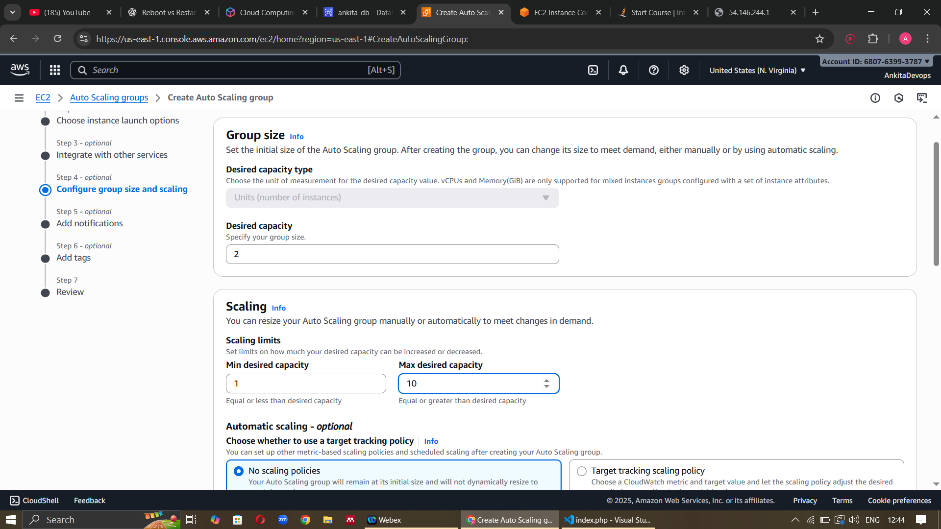 (185) YouTube
Reboot vs Restar
Cloud Computin
ankita_db - Data
Create Auto Scal
EC2 Instance Co
Start Course | In
54.146.244.1
https://us-east-1.console.aws.amazon.com/ec2/home?region=us-east-1#CreateAutoScalingGroup:
A
aws
Search
[Alt+S]
United States (N. Virginia)
Account ID: 6807-6399-3787
AnkitaDevops
EC2
Auto Scaling groups
Create Auto Scaling group
Choose instance launch options
Step 3 - optional
Integrate with other services
Step 4 - optional
Configure group size and scaling
Step 5 - optional
Add notifications
Step 6 - optional
Add tags
Step 7
Review
Group size Info
Set the initial size of the Auto Scaling group. After creating the group, you can change its size to meet demand, either manually or by using automatic scaling.
Desired capacity type
Choose the unit of measurement for the desired capacity value. vCPUs and Memory(GiB) are only supported for mixed instances groups configured with a set of instance attributes.
Units (number of instances)
Desired capacity
Specify your group size.
2
Scaling Info
You can resize your Auto Scaling group manually or automatically to meet changes in demand.
Scaling limits
Set limits on how much your desired capacity can be increased or decreased.
Min desired capacity
Max desired capacity
1
10
Equal or less than desired capacity
Equal or greater than desired capacity
Automatic scaling - optional
Choose whether to use a target tracking policy Info
You can set up other metric-based scaling policies and scheduled scaling after creating your Auto Scaling group.
No scaling policies
Your Auto Scaling group will remain at its initial size and will not dynamically resize to
Target tracking scaling policy
Choose a CloudWatch metric and target value and let the scaling policy adjust the desired
CloudShell
Feedback
© 2025, Amazon Web Services, Inc. or its affiliates.
Privacy
Terms
Cookie preferences
Search
Webex
Create Auto Scaling g...
index.php - Visual Stu...
ENG
12:44